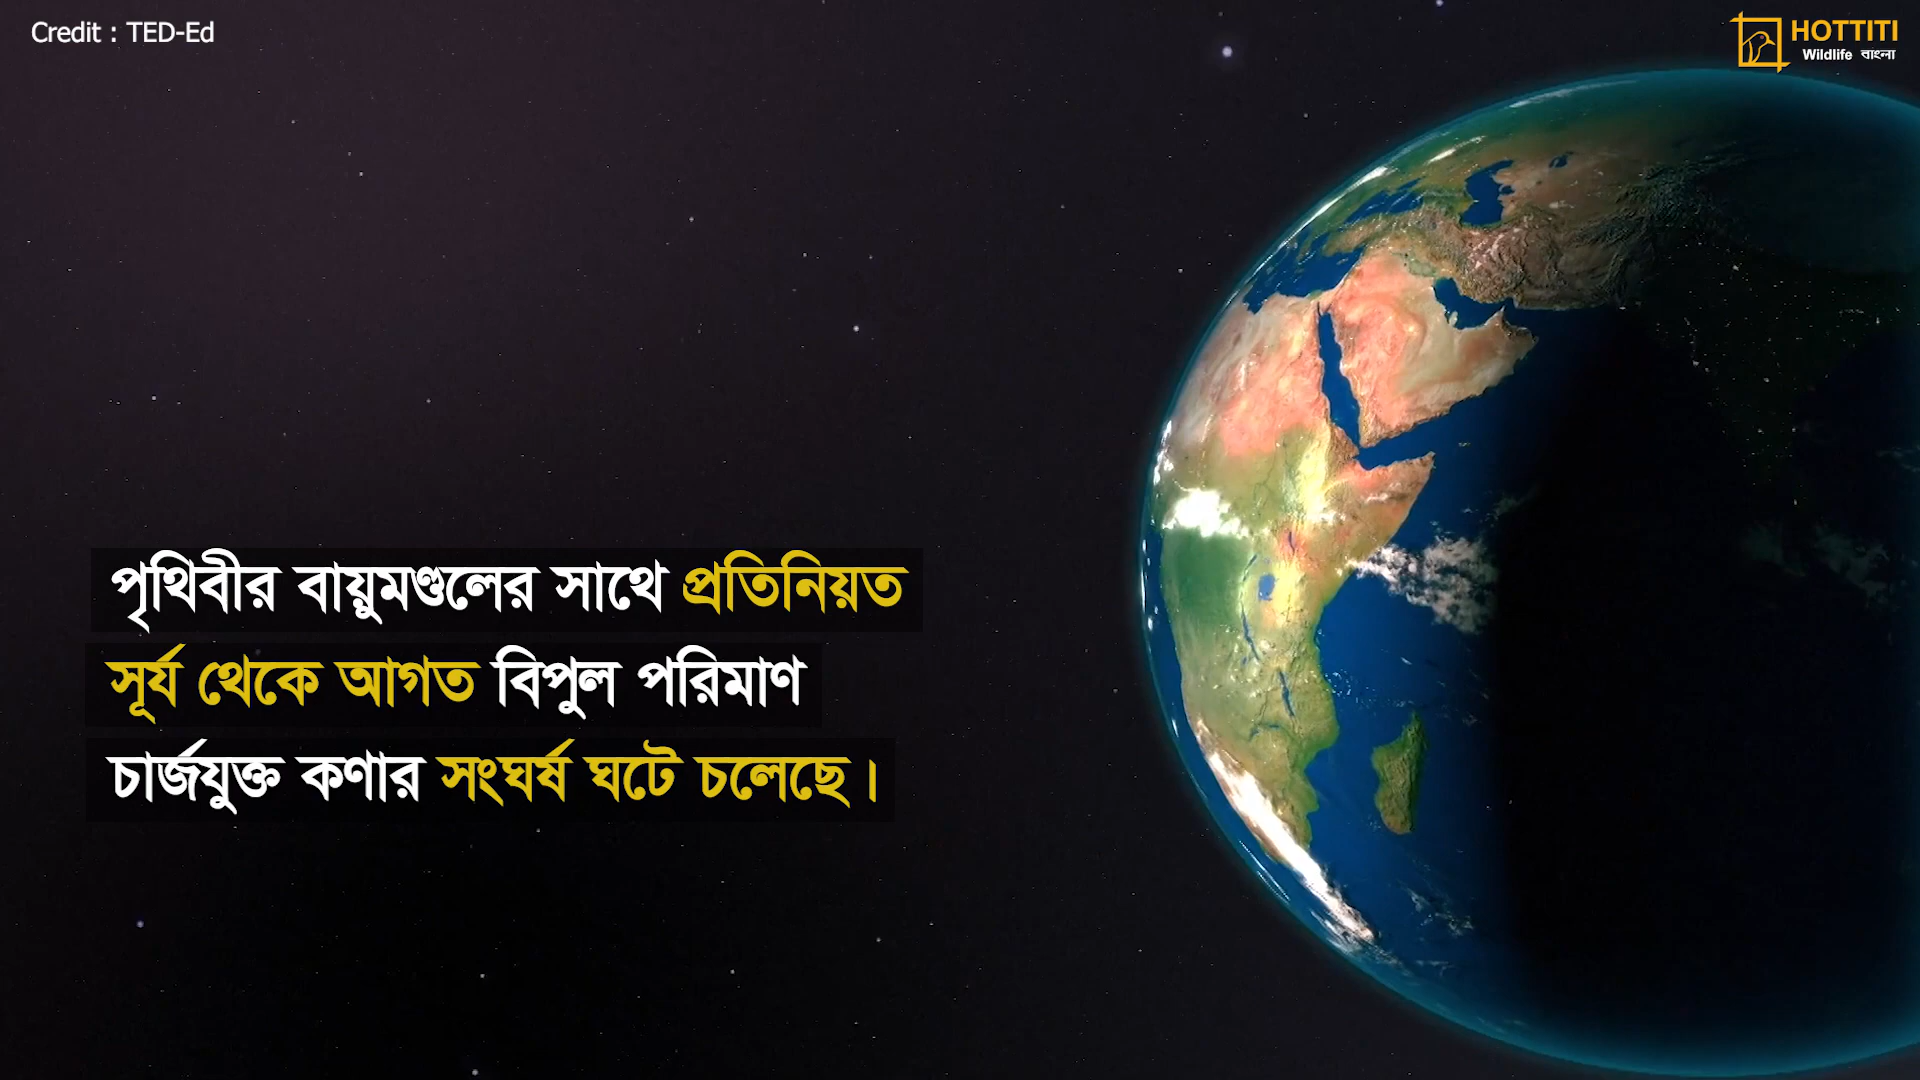 Credit : TED-Ed
HOTTITI
Wildlife বাংলা
পৃথিবীর বায়ুমণ্ডলের সাথে প্রতিনিয়ত
সূর্য থেকে আগত বিপুল পরিমাণ
চার্জযুক্ত কণার সংঘর্ষ ঘটে চলেছে।